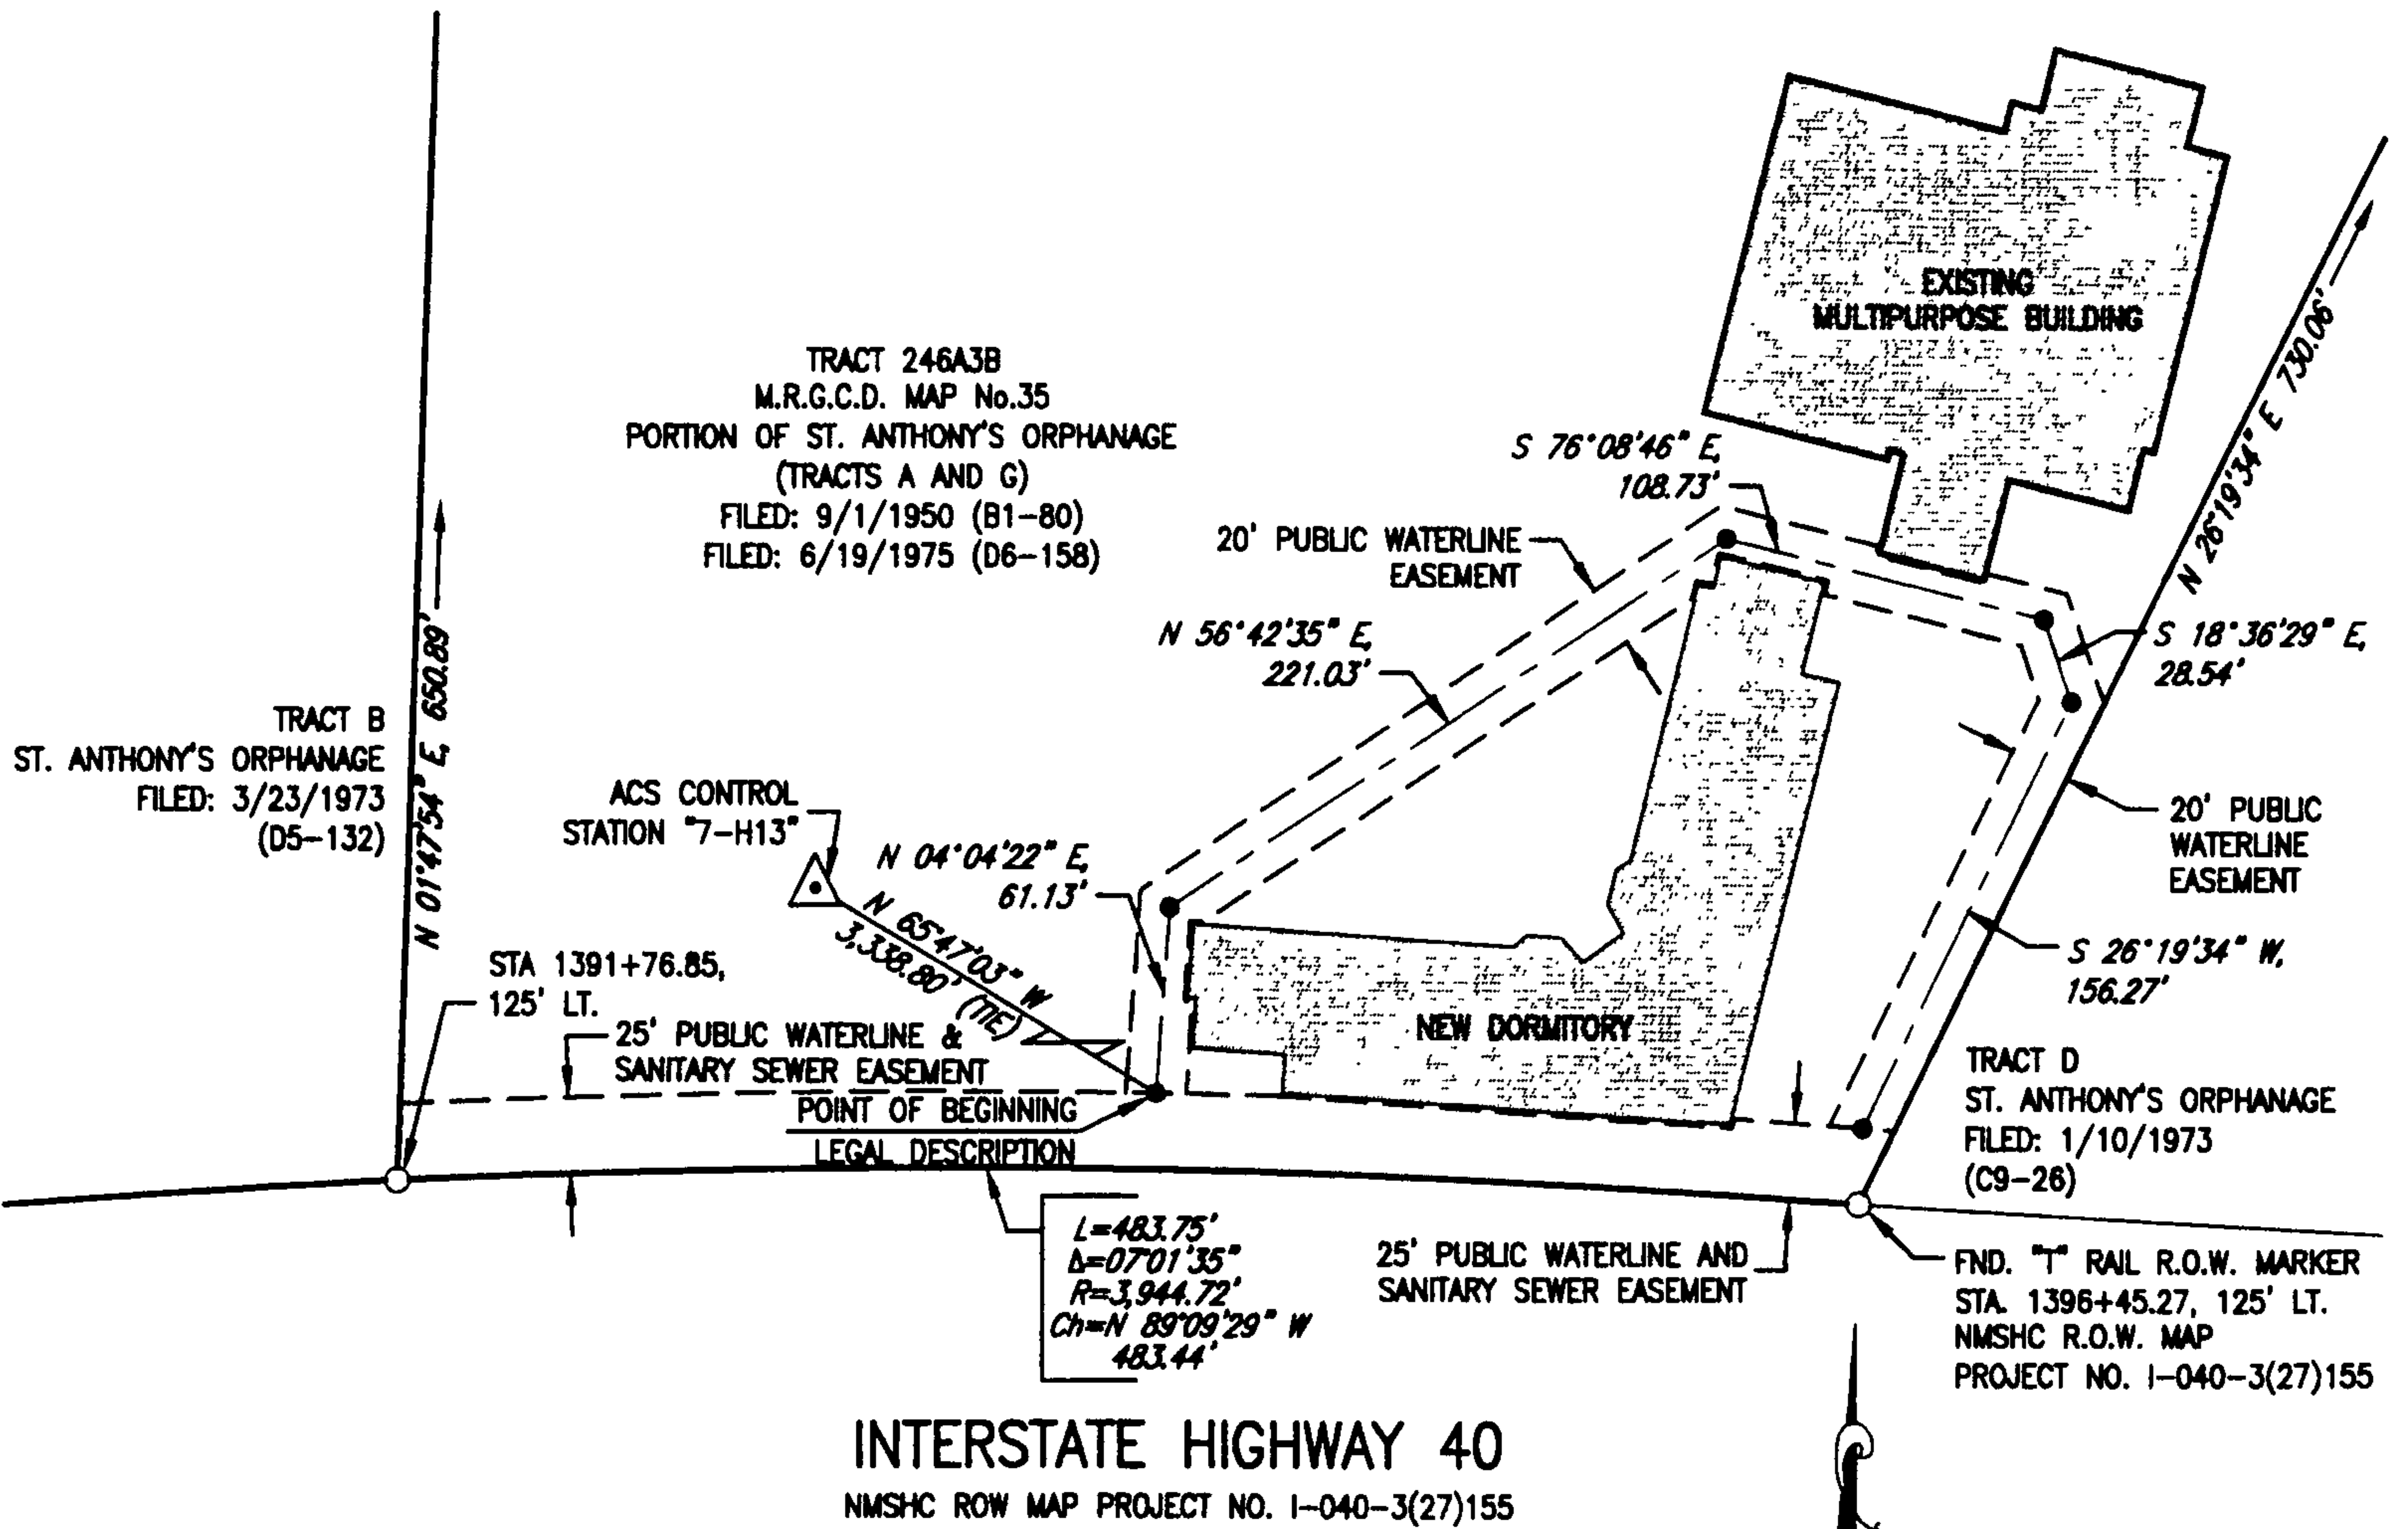 EXISTING
MULTIPURPOSE BUILDING
N 26°19'34" E 730.06'
TRACT 246A3B
M.R.G.C.D. MAP No.35
PORTION OF ST. ANTHONY'S ORPHANAGE
(TRACTS A AND G)
FILED: 9/1/1950 (B1-80)
FILED: 6/19/1975 (D6-158)
S 76°08'46" E,
108.73'
20' PUBLIC WATERLINE
EASEMENT
N 56°42'35" E,
221.03'
S 18°36'29" E,
28.54'
N 01°47'54" E, 650.89'
TRACT B
ST. ANTHONY'S ORPHANAGE
FILED: 3/23/1973
(D5-132)
ACS CONTROL
STATION "7-H13"
N 04°04'22" E,
61.13'
N 65°47'03" W
3,338.80' (TIE)
20' PUBLIC
WATERLINE
EASEMENT
S 26°19'34" W,
156.27'
STA 1391+76.85,
125' LT.
25' PUBLIC WATERLINE &
SANITARY SEWER EASEMENT
NEW DORMITORY
POINT OF BEGINNING
LEGAL DESCRIPTION
TRACT D
ST. ANTHONY'S ORPHANAGE
FILED: 1/10/1973
(C9-26)
L=483.75'
Δ=07°01'35"
R=3,944.72'
Ch=N 89°09'29" W
483.44'
25' PUBLIC WATERLINE AND
SANITARY SEWER EASEMENT
FND. "T" RAIL R.O.W. MARKER
STA. 1396+45.27, 125' LT.
NMSHC R.O.W. MAP
PROJECT NO. I-040-3(27)155
INTERSTATE HIGHWAY 40
NMSHC ROW MAP PROJECT NO. I-040-3(27)155